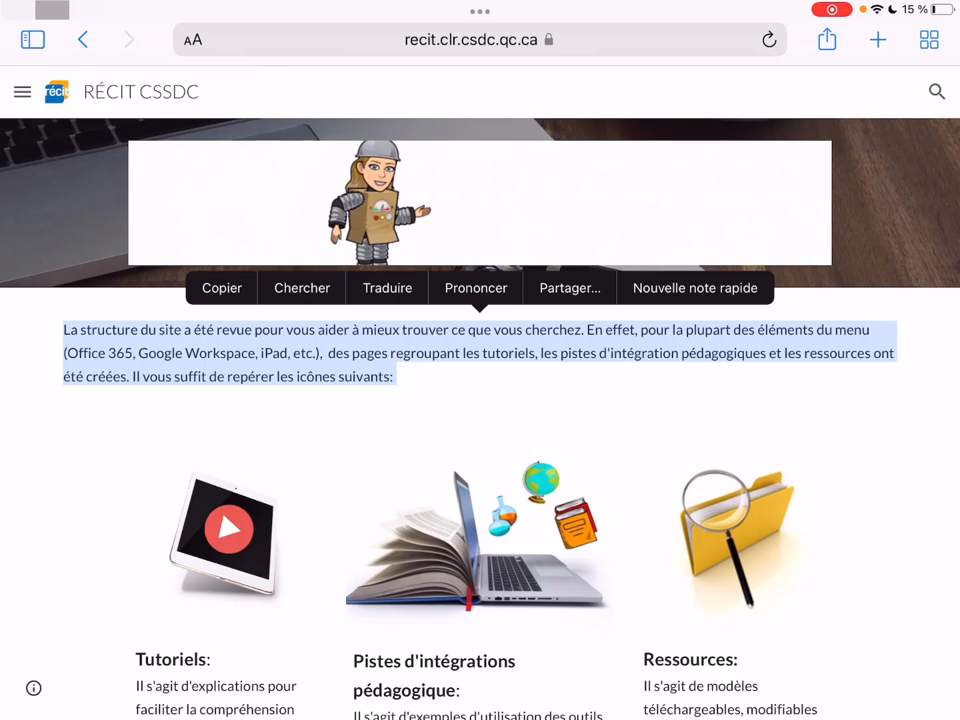 15 %
AA
recit.clr.csdc.qc.ca
récit
RÉCIT CSSDC
Copier Chercher Traduire Prononcer Partager... Nouvelle note rapide
La structure du site a été revue pour vous aider à mieux trouver ce que vous cherchez. En effet, pour la plupart des éléments du menu
(Office 365, Google Workspace, iPad, etc.), des pages regroupant les tutoriels, les pistes d'intégration pédagogiques et les ressources ont
été créées. Il vous suffit de repérer les icônes suivants:
Tutoriels:
Il s'agit d'explications pour
faciliter la compréhension
Pistes d'intégrations
pédagogique:
Il s'agit d'exemples d'utilisation des outils
Ressources:
Il s'agit de modèles
téléchargeables, modifiables